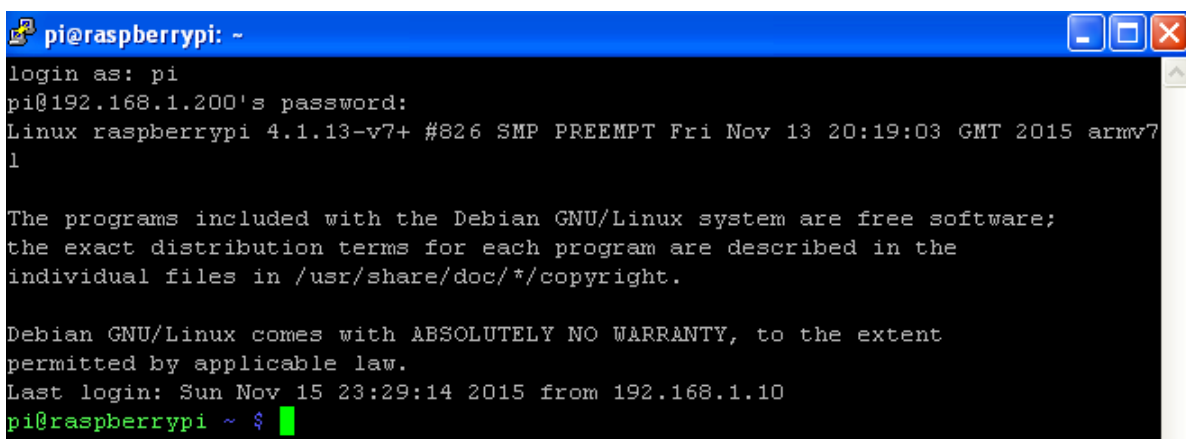 pi@raspberrypi: ~
login as: pi
pi@192.168.1.200's password:
Linux raspberrypi 4.1.13-v7+ #826 SMP PREEMPT Fri Nov 13 20:19:03 GMT 2015 armv7
l
The programs included with the Debian GNU/Linux system are free software;
the exact distribution terms for each program are described in the
individual files in /usr/share/doc/*/copyright.
Debian GNU/Linux comes with ABSOLUTELY NO WARRANTY, to the extent
permitted by applicable law.
Last login: Sun Nov 15 23:29:14 2015 from 192.168.1.10
pi@raspberrypi ~ $